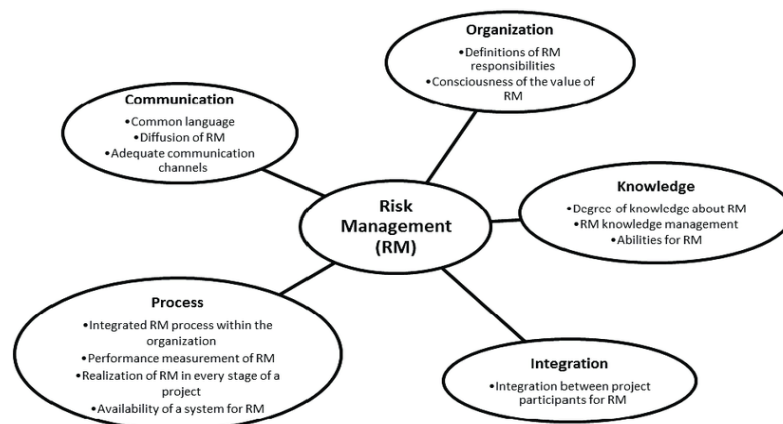 Organization
•Definitions of RM
responsibilities
•Consciousness of the value of
RM
Communication
•Common language
•Diffusion of RM
•Adequate communication
channels
Knowledge
•Degree of knowledge about RM
•RM knowledge management
•Abilities for RM
Risk
Management
(RM)
Process
•Integrated RM process within the
organization
•Performance measurement of RM
•Realization of RM in every stage of a
project
•Availability of a system for RM
Integration
•Integration between project
participants for RM